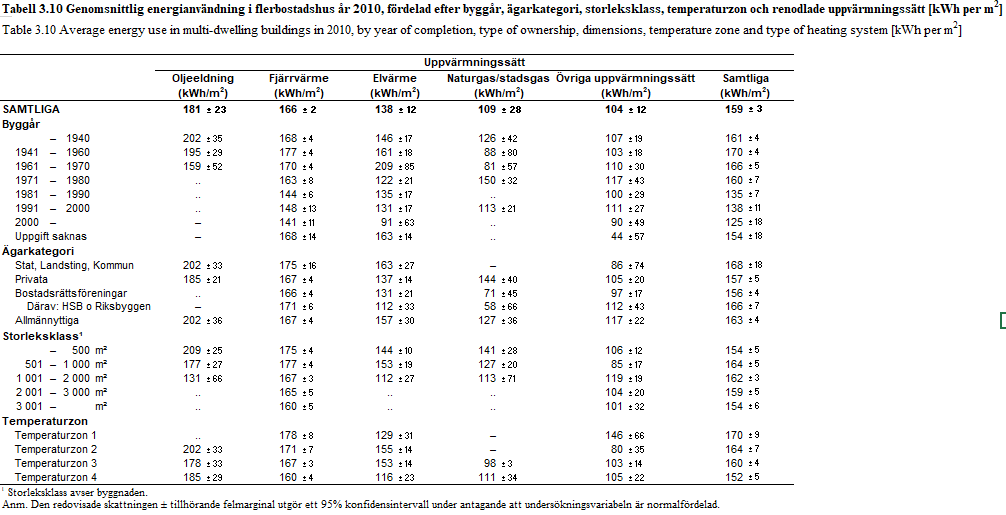 Tabell 3.10 Genomsnittlig energianvändning i flerbostadshus år 2010, fördelad efter byggår, ägarkategori, storleksklass, temperaturzon och renodlade uppvärmningssätt [kWh per m²]
Table 3.10 Average energy use in multi-dwelling buildings in 2010, by year of completion, type of ownership, dimensions, temperature zone and type of heating system [kWh per m²]
Uppvärmningssätt
Oljeeldning Fjärrvärme Elvärme Naturgas/stadsgas Övriga uppvärmningssätt Samtliga
(kWh/m²) (kWh/m²) (kWh/m²) (kWh/m²) (kWh/m²) (kWh/m²)
SAMTLIGA 181 ± 23 166 ± 2 138 ± 12 109 ± 28 104 ± 12 159 ± 3
Byggår
– 1940 202 ± 35 168 ± 4 146 ± 17 126 ± 42 107 ± 19 161 ± 4
1941 – 1960 195 ± 29 177 ± 4 161 ± 18 88 ± 80 103 ± 18 170 ± 4
1961 – 1970 159 ± 52 170 ± 4 209 ± 85 81 ± 57 110 ± 30 166 ± 5
1971 – 1980 .. 163 ± 8 122 ± 21 150 ± 32 117 ± 43 160 ± 7
1981 – 1990 .. 144 ± 6 135 ± 17 .. 100 ± 29 135 ± 7
1991 – 2000 – 148 ± 13 131 ± 17 113 ± 21 111 ± 27 138 ± 11
2000 – – 141 ± 11 91 ± 63 .. 90 ± 49 125 ± 18
Uppgift saknas – 168 ± 14 163 ± 14 .. 44 ± 57 154 ± 18
Ägarkategori
Stat, Landsting, Kommun 202 ± 33 175 ± 16 163 ± 27 – 86 ± 74 168 ± 18
Privata 185 ± 21 167 ± 4 137 ± 14 144 ± 40 105 ± 20 157 ± 5
Bostadsrättsföreningar .. 166 ± 4 131 ± 21 71 ± 45 97 ± 17 156 ± 4
Därav: HSB o Riksbyggen – 171 ± 6 112 ± 33 58 ± 66 112 ± 43 166 ± 7
Allmännyttiga 202 ± 36 167 ± 4 157 ± 30 127 ± 36 117 ± 22 163 ± 4
Storleksklass¹
– 500 m² 209 ± 25 175 ± 4 144 ± 10 141 ± 28 106 ± 12 154 ± 5
501 – 1 000 m² 177 ± 27 177 ± 4 153 ± 19 127 ± 20 85 ± 17 164 ± 5
1 001 – 2 000 m² 131 ± 66 167 ± 3 112 ± 27 113 ± 71 119 ± 19 162 ± 3
2 001 – 3 000 m² .. 165 ± 5 .. .. 104 ± 20 159 ± 5
3 001 – m² .. 160 ± 5 .. .. 101 ± 32 154 ± 6
Temperaturzon
Temperaturzon 1 .. 178 ± 8 129 ± 31 – 146 ± 66 170 ± 9
Temperaturzon 2 202 ± 33 171 ± 7 155 ± 14 – 80 ± 35 164 ± 7
Temperaturzon 3 178 ± 33 167 ± 3 153 ± 14 98 ± 3 103 ± 14 160 ± 4
Temperaturzon 4 185 ± 29 160 ± 4 116 ± 23 111 ± 34 105 ± 22 152 ± 5
¹ Storleksklass avser byggnaden.
Anm. Den redovisade skattningen ± tillhörande felmarginal utgör ett 95% konfidensintervall under antagande att undersökningsvariabeln är normalfördelad.